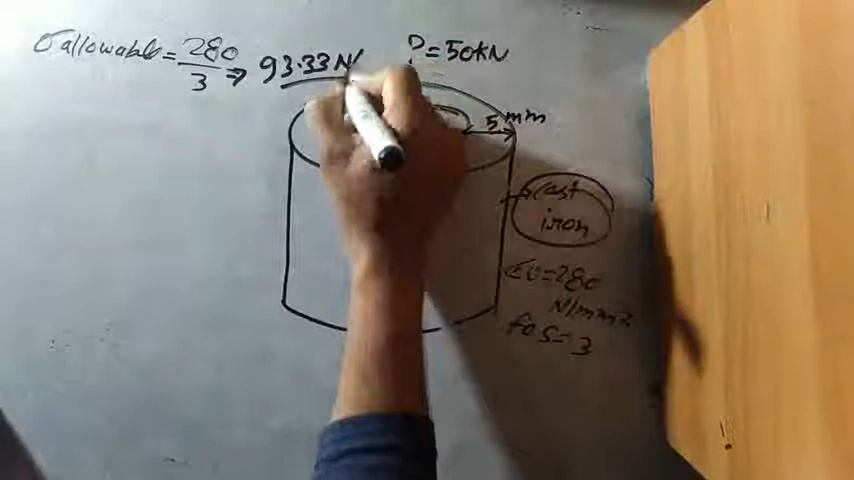 σallowable = 280/3 → 93.33 N/
P = 50kN
5mm
cast
iron
σu = 280
N/mm2
fos = 3